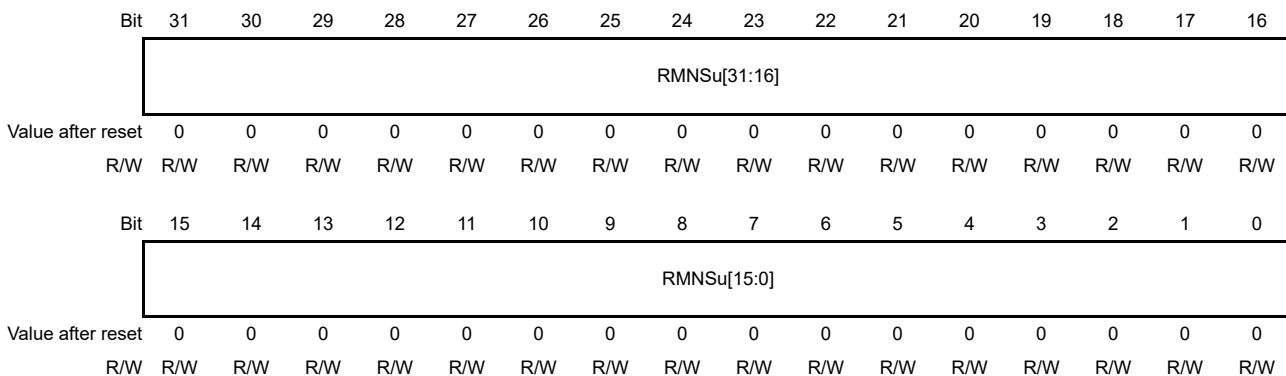 Bit 31 30 29 28 27 26 25 24 23 22 21 20 19 18 17 16
RMNSu[31:16]
Value after reset 0 0 0 0 0 0 0 0 0 0 0 0 0 0 0 0
R/W R/W R/W R/W R/W R/W R/W R/W R/W R/W R/W R/W R/W R/W R/W R/W R/W
Bit 15 14 13 12 11 10 9 8 7 6 5 4 3 2 1 0
RMNSu[15:0]
Value after reset 0 0 0 0 0 0 0 0 0 0 0 0 0 0 0 0
R/W R/W R/W R/W R/W R/W R/W R/W R/W R/W R/W R/W R/W R/W R/W R/W R/W